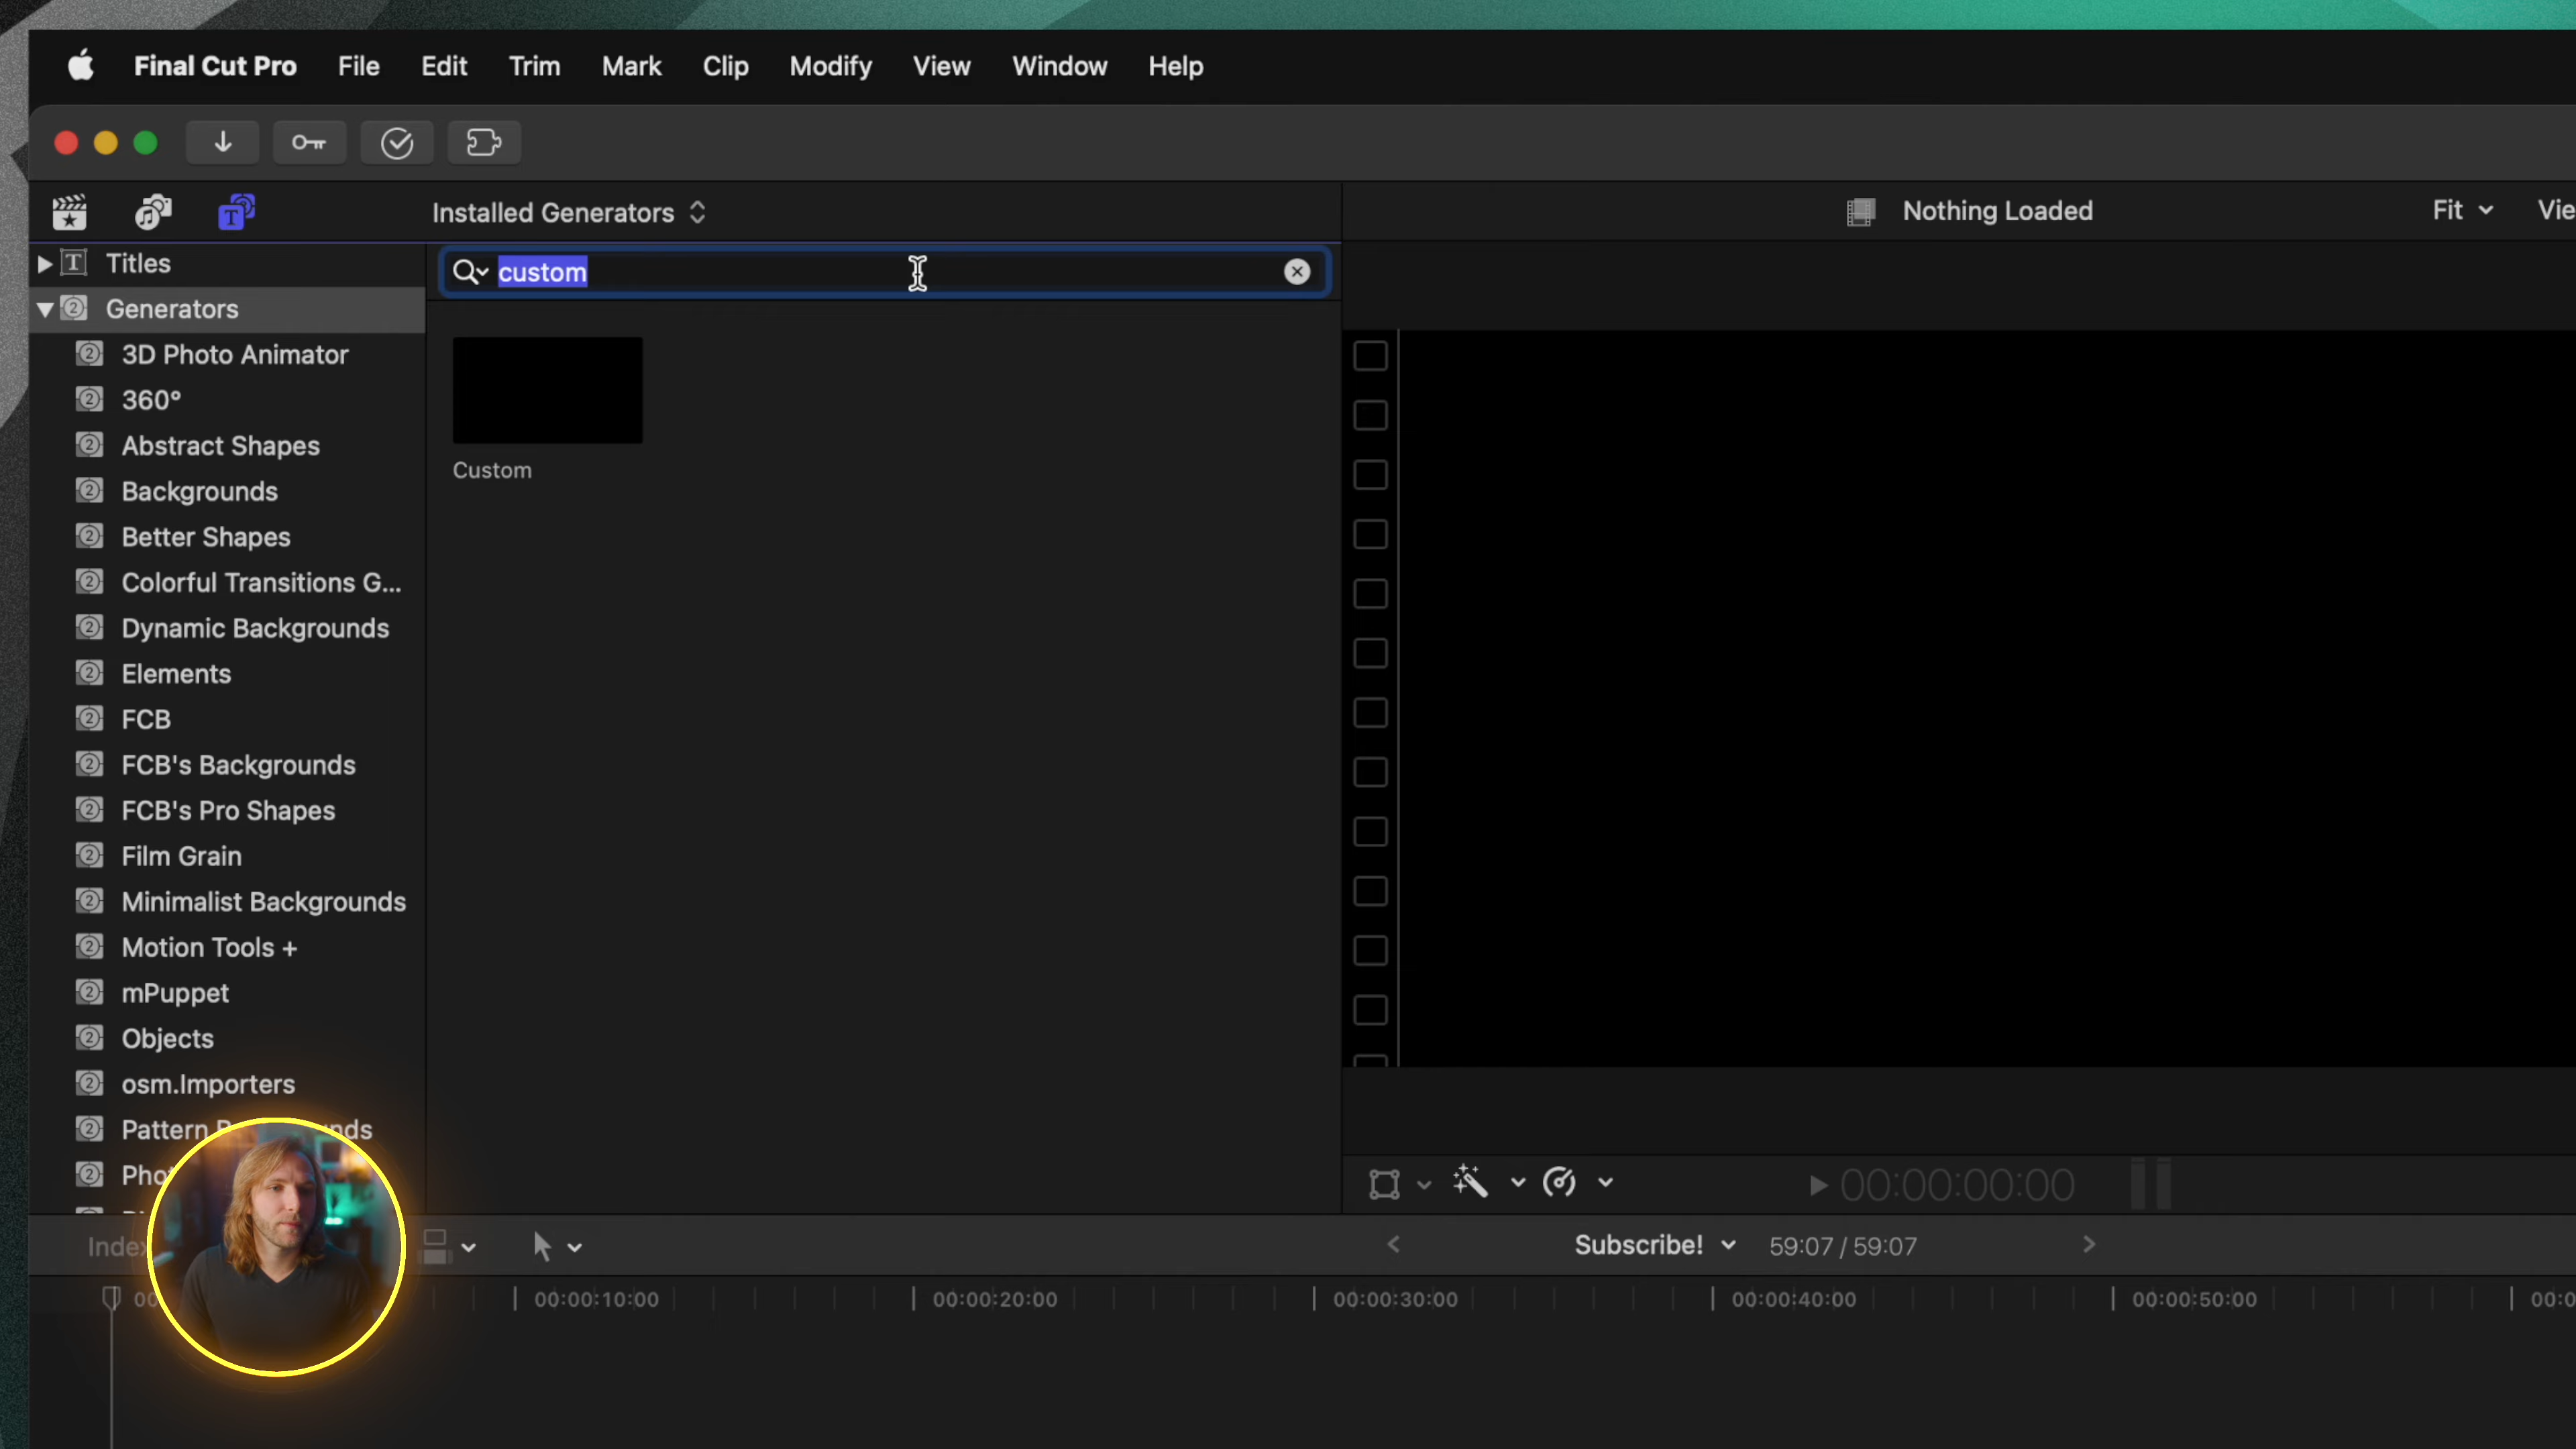 Final Cut Pro File Edit Trim Mark Clip Modify View Window Help
Installed Generators
Nothing Loaded
Fit
Vie
Titles
custom
Generators
3D Photo Animator
360°
Abstract Shapes
Backgrounds
Better Shapes
Colorful Transitions G...
Dynamic Backgrounds
Elements
FCB
FCB's Backgrounds
FCB's Pro Shapes
Film Grain
Minimalist Backgrounds
Motion Tools +
mPuppet
Objects
osm.Importers
Pattern
Custom
00:00:00:00
Index
Subscribe!
59:07 / 59:07
00:00:10:00
00:00:20:00
00:00:30:00
00:00:40:00
00:00:50:00